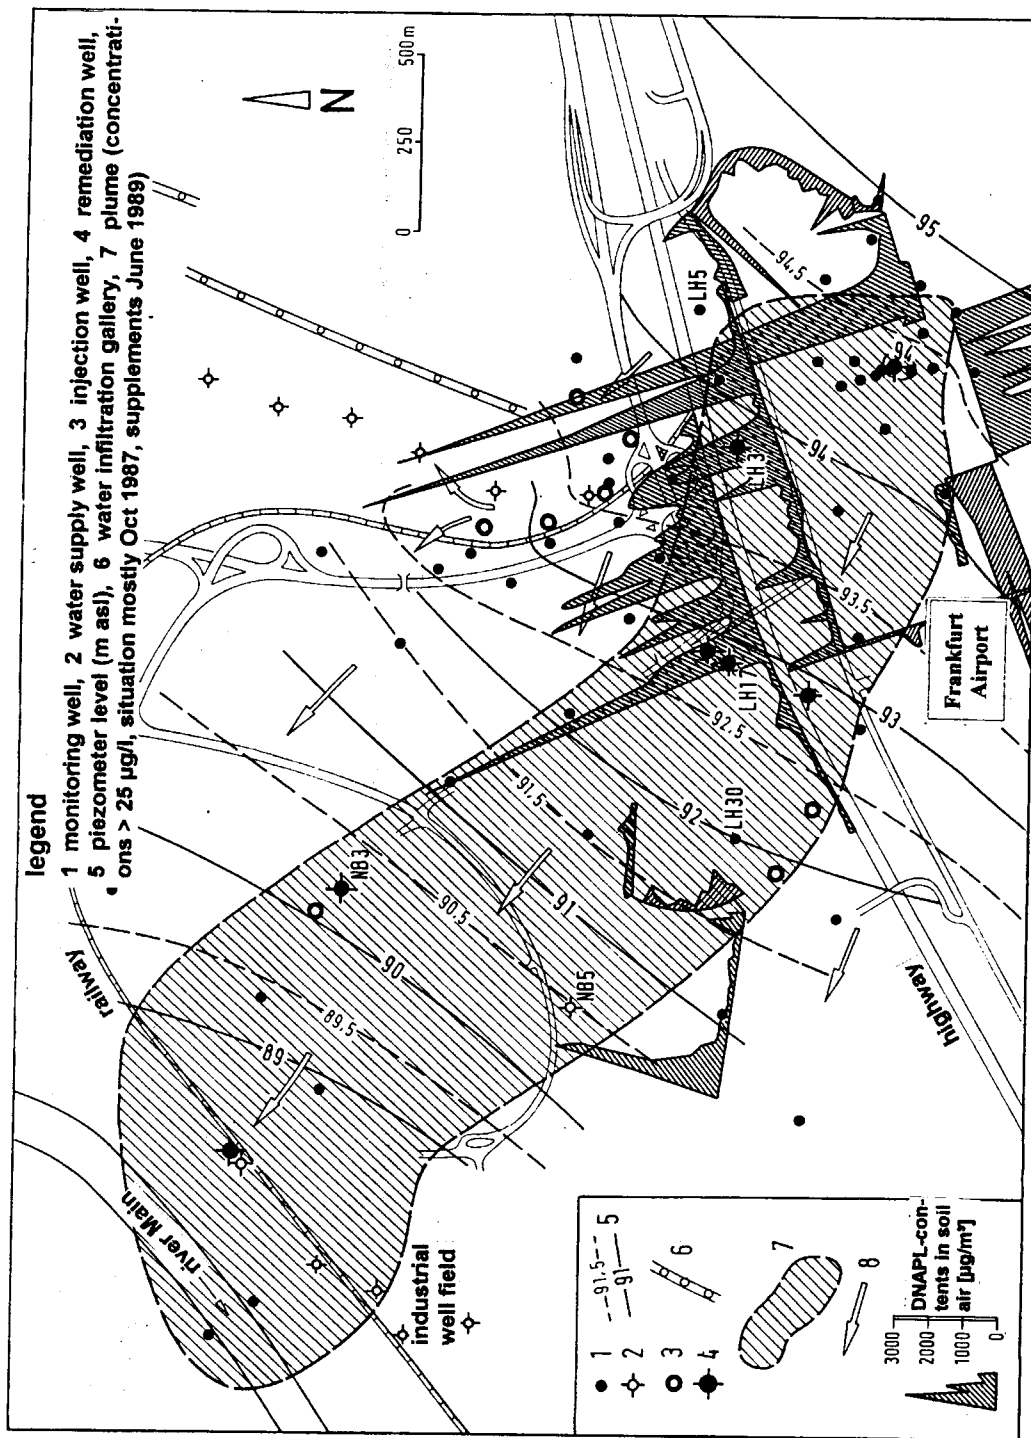 legend
1 monitoring well, 2 water supply well, 3 injection well, 4 remediation well,
5 piezometer level (m asl), 6 water infiltration gallery, 7 plume (concentrati-
ons > 25 µg/l, situation mostly Oct 1987, supplements June 1989)
N
0 250 500m
railway
river Main
industrial
well field
highway
Frankfurt
Airport
NB3
NB5
LH30
LH17
LH3
LH5
89
89.5
90
90.5
91
91.5
92
92.5
93
93.5
94
94
94.5
95
1
2
3
4
91.5
91
5
6
7
8
3000
2000
1000
0
DNAPL-con-
tents in soil
air [µg/m³]